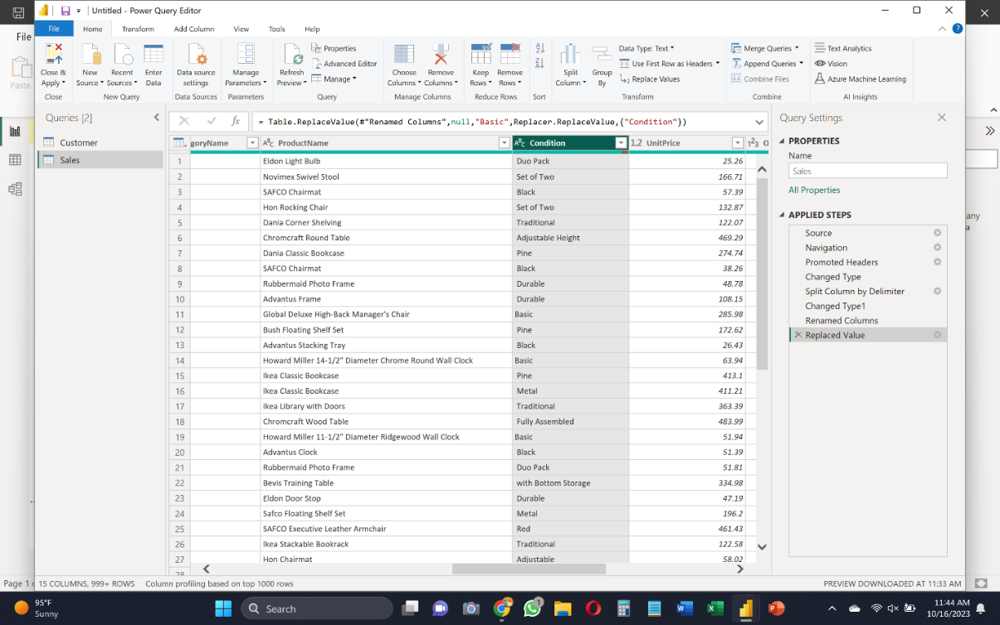 Untitled - Power Query Editor
File
File Home Transform Add Column View Tools Help
Paste
Close & Apply
Close
New Source
Recent Sources
Enter Data
New Query
Data source settings
Data Sources
Manage Parameters
Parameters
Refresh Preview
Properties
Advanced Editor
Manage
Query
Choose Columns
Remove Columns
Manage Columns
Keep Rows
Remove Rows
Reduce Rows
Sort
Split Column
Group By
Data Type: Text
Use First Row as Headers
Replace Values
Transform
Merge Queries
Append Queries
Combine Files
Combine
Text Analytics
Vision
Azure Machine Learning
AI Insights
Queries [2]
Customer
Sales
fx = Table.ReplaceValue(#"Renamed Columns",null,"Basic",Replacer.ReplaceValue,{"Condition"})
goryName ABC ProductName ABC Condition 1.2 UnitPrice 123 O
1 Eldon Light Bulb Duo Pack 25.26
2 Novimex Swivel Stool Set of Two 166.71
3 SAFCO Chairmat Black 57.39
4 Hon Rocking Chair Set of Two 132.87
5 Dania Corner Shelving Traditional 122.07
6 Chromcraft Round Table Adjustable Height 469.29
7 Dania Classic Bookcase Pine 274.74
8 SAFCO Chairmat Black 38.26
9 Rubbermaid Photo Frame Durable 48.78
10 Advantus Frame Durable 108.15
11 Global Deluxe High-Back Manager's Chair Basic 285.98
12 Bush Floating Shelf Set Pine 172.62
13 Advantus Stacking Tray Black 26.43
14 Howard Miller 14-1/2" Diameter Chrome Round Wall Clock Basic 63.94
15 Ikea Classic Bookcase Pine 413.1
16 Ikea Classic Bookcase Metal 411.21
17 Ikea Library with Doors Traditional 363.39
18 Chromcraft Wood Table Fully Assembled 483.99
19 Howard Miller 11-1/2" Diameter Ridgewood Wall Clock Basic 51.94
20 Advantus Clock Black 51.39
21 Rubbermaid Photo Frame Duo Pack 51.81
22 Bevis Training Table with Bottom Storage 334.98
23 Eldon Door Stop Durable 47.19
24 Safco Floating Shelf Set Metal 196.2
25 SAFCO Executive Leather Armchair Red 461.43
26 Ikea Stackable Bookrack Traditional 122.58
27 Hon Chairmat Adjustable 58.02
28
Query Settings
PROPERTIES
Name
Sales
All Properties
APPLIED STEPS
Source
Navigation
Promoted Headers
Changed Type
Split Column by Delimiter
Changed Type1
Renamed Columns
Replaced Value
any
a
Page 1 15 COLUMNS, 999+ ROWS Column profiling based on top 1000 rows PREVIEW DOWNLOADED AT 11:33 AM
95°F
Sunny
Search
1
11:44 AM
10/16/2023